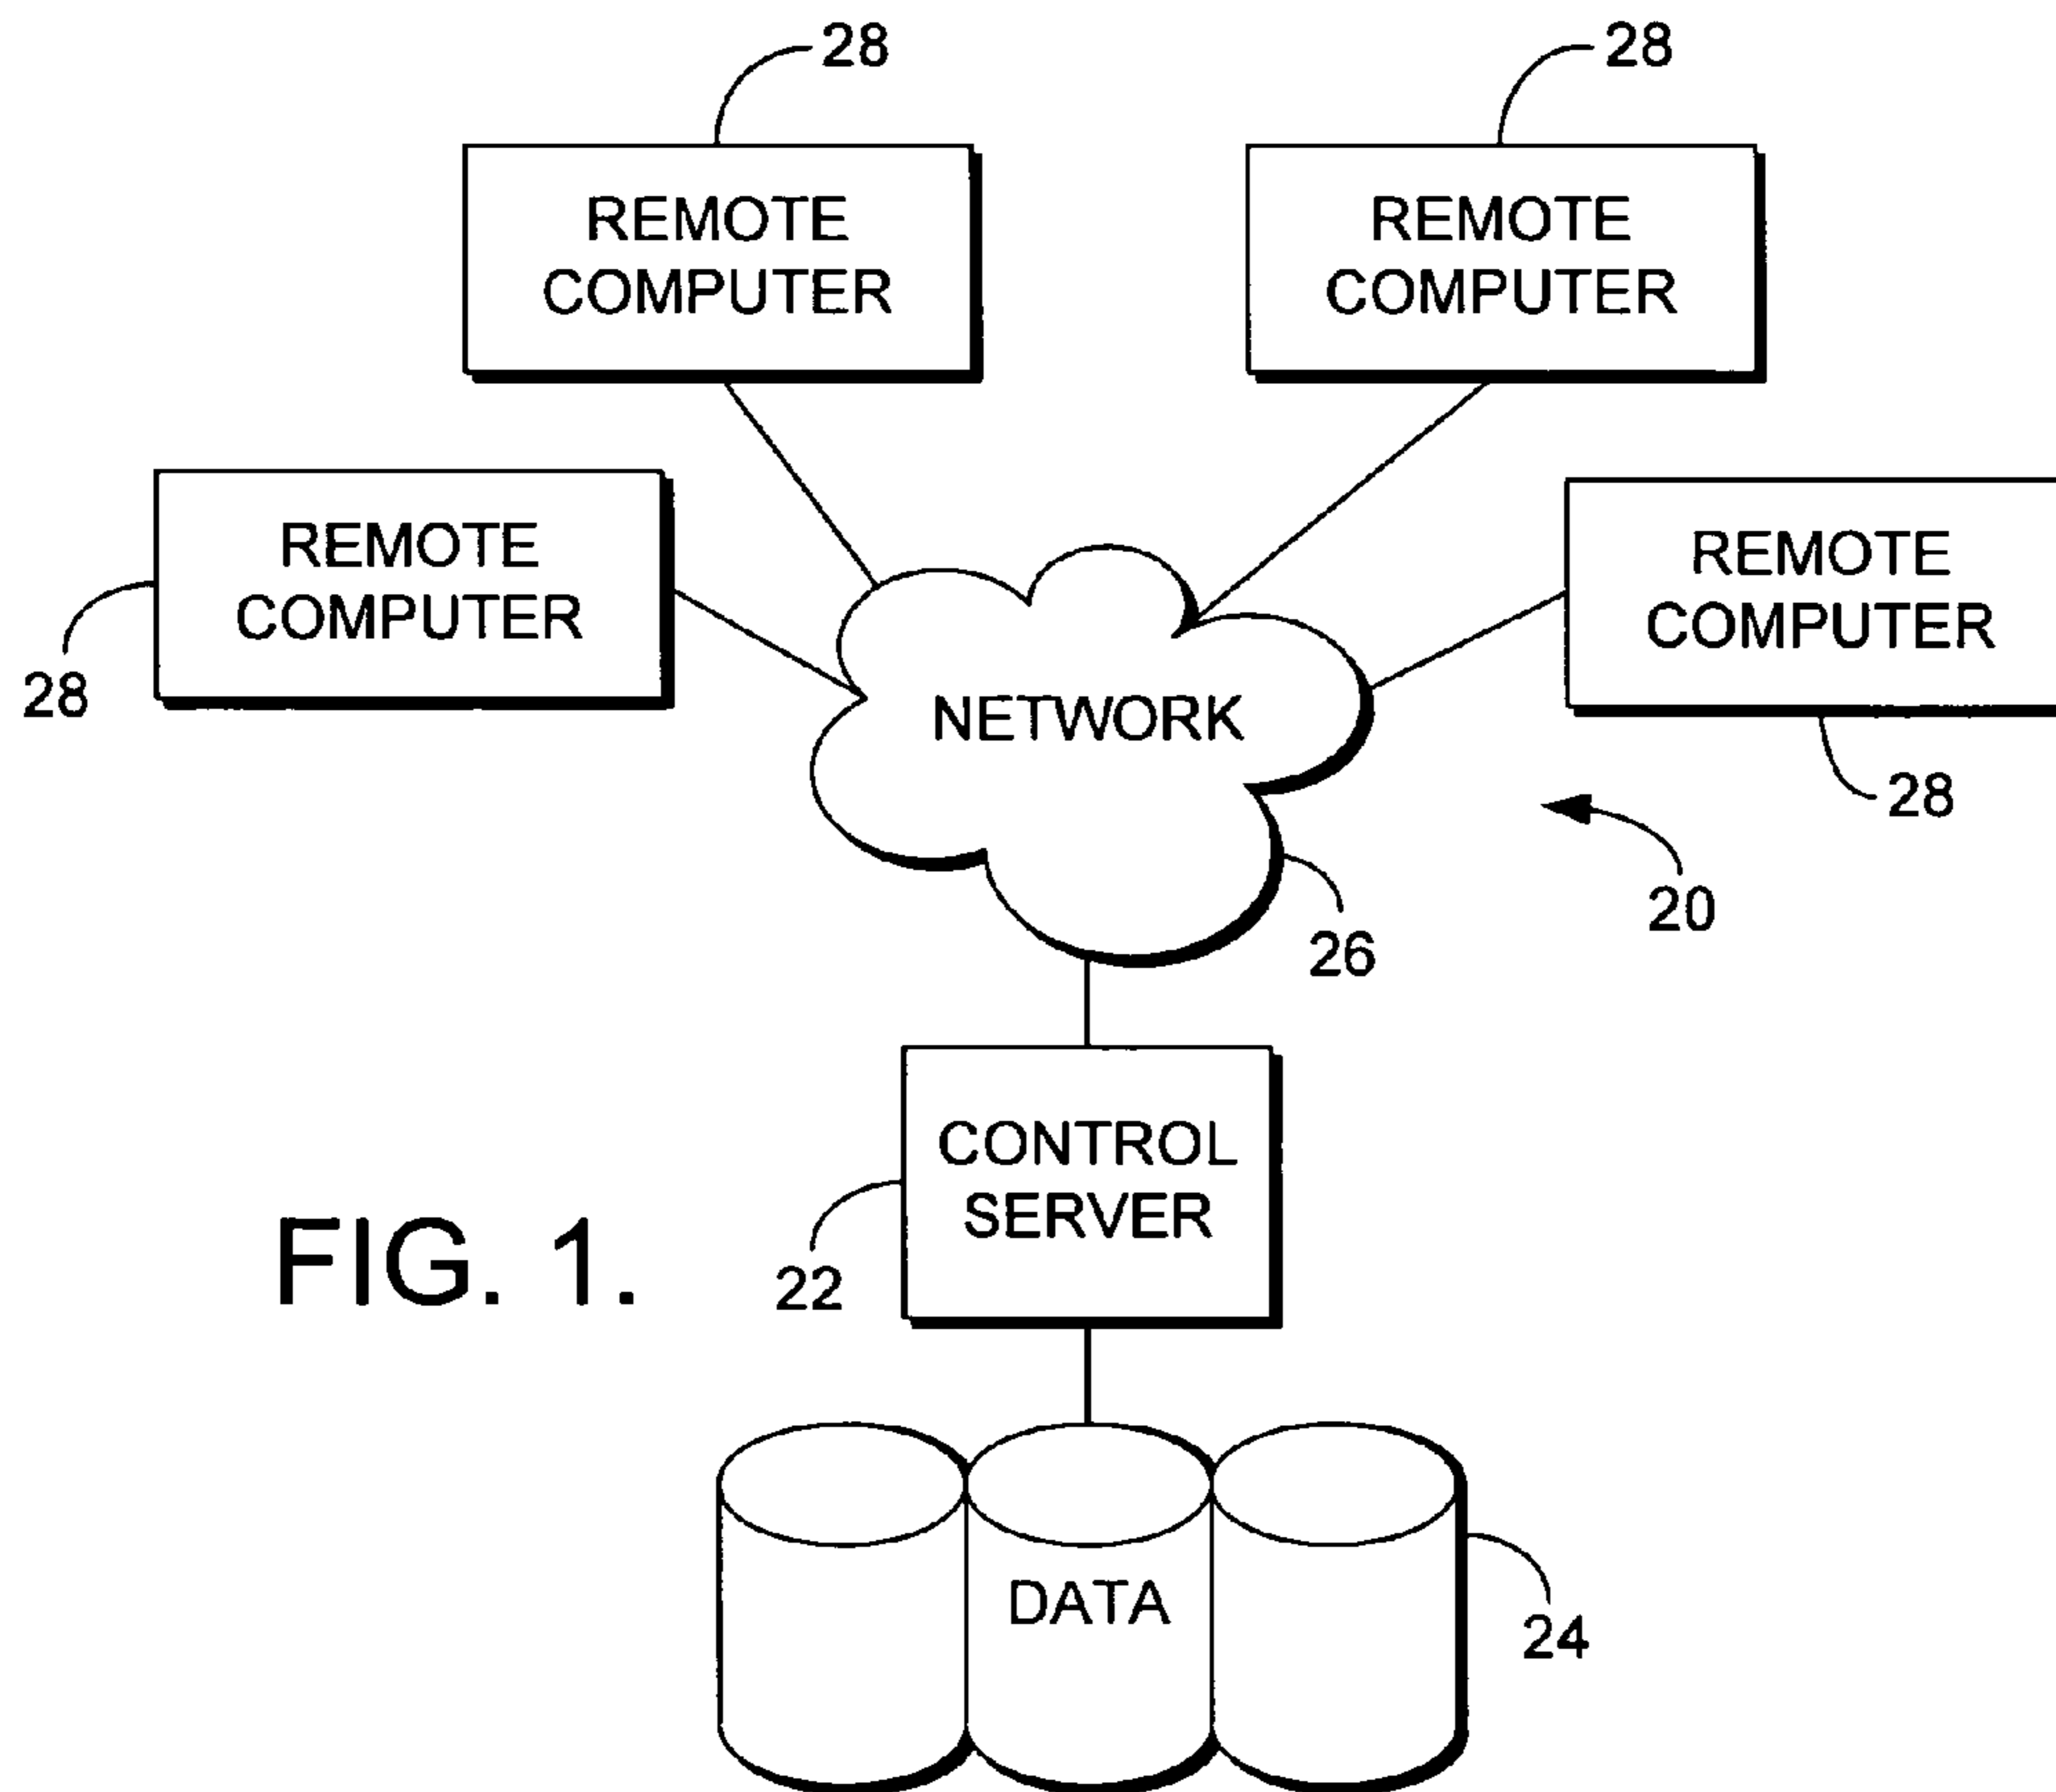 28
28
REMOTE
COMPUTER
REMOTE
COMPUTER
REMOTE
COMPUTER
REMOTE
COMPUTER
28
NETWORK
28
20
26
CONTROL
SERVER
FIG. 1.
22
DATA
24